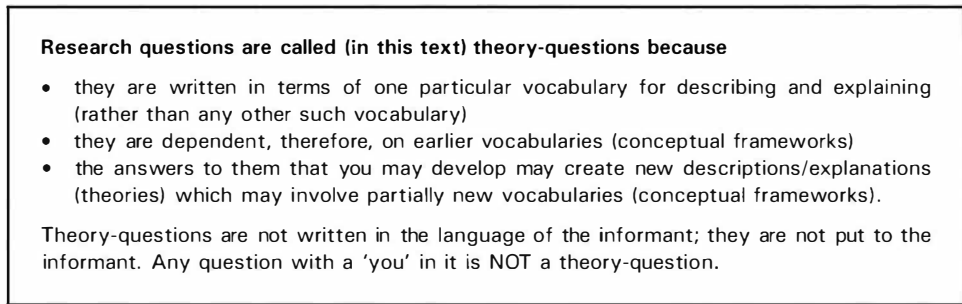 Research questions are called (in this text) theory-questions because
• they are written in terms of one particular vocabulary for describing and explaining
(rather than any other such vocabulary)
• they are dependent, therefore, on earlier vocabularies (conceptual frameworks)
• the answers to them that you may develop may create new descriptions/explanations
(theories) which may involve partially new vocabularies (conceptual frameworks).
Theory-questions are not written in the language of the informant; they are not put to the
informant. Any question with a 'you' in it is NOT a theory-question.